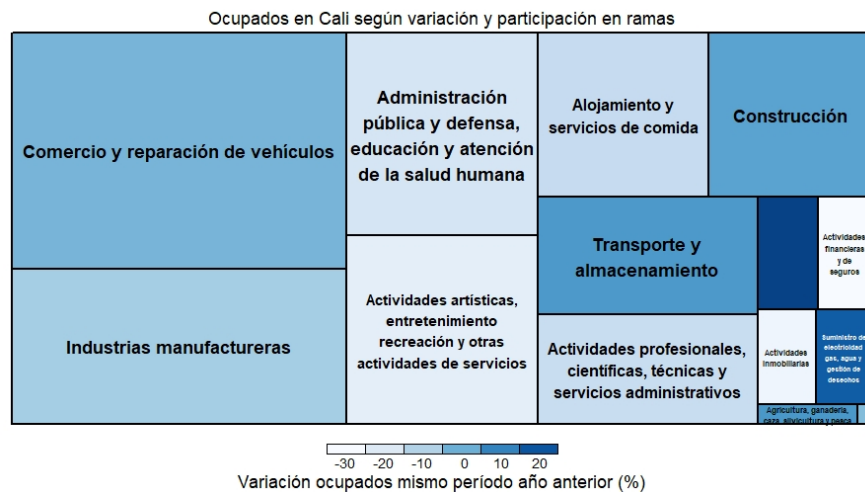 Ocupados en Cali según variación y participación en ramas
Comercio y reparación de vehículos
Industrias manufactureras
Administración
pública y defensa,
educación y atención
de la salud humana
Actividades artísticas,
entretenimiento
recreación y otras
actividades de servicios
Alojamiento y
servicios de comida
Construcción
Transporte y
almacenamiento
Actividades profesionales,
científicas, técnicas y
servicios administrativos
Actividades
financieras
y de
seguros
Actividades
inmobiliarias
Suministro de
electricidad
gas, agua y
gestión de
desechos
Agricultura, ganadería,
caza, silvicultura y pesca
-30 -20 -10 0 10 20
Variación ocupados mismo período año anterior (%)